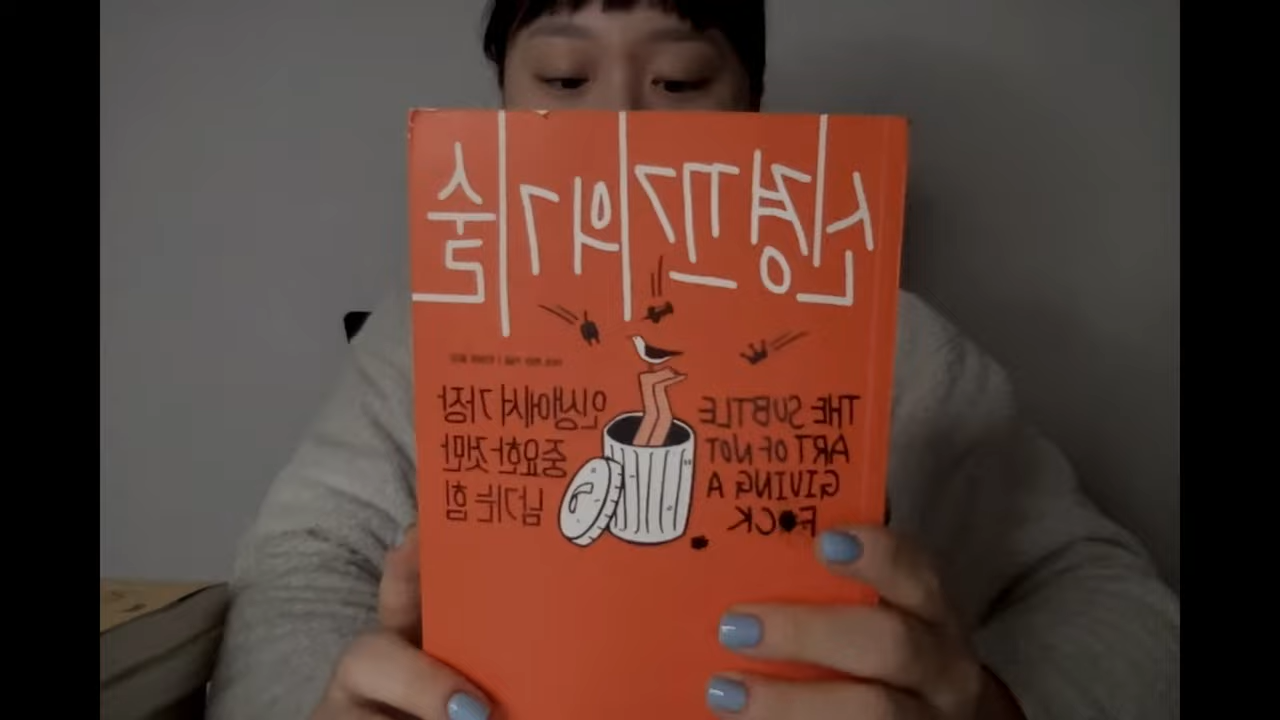 신경 끄기의 기술
THE SUBTLE
ART OF NOT
GIVING A
F*CK
인생에서 가장
중요한 것만
남기는 힘